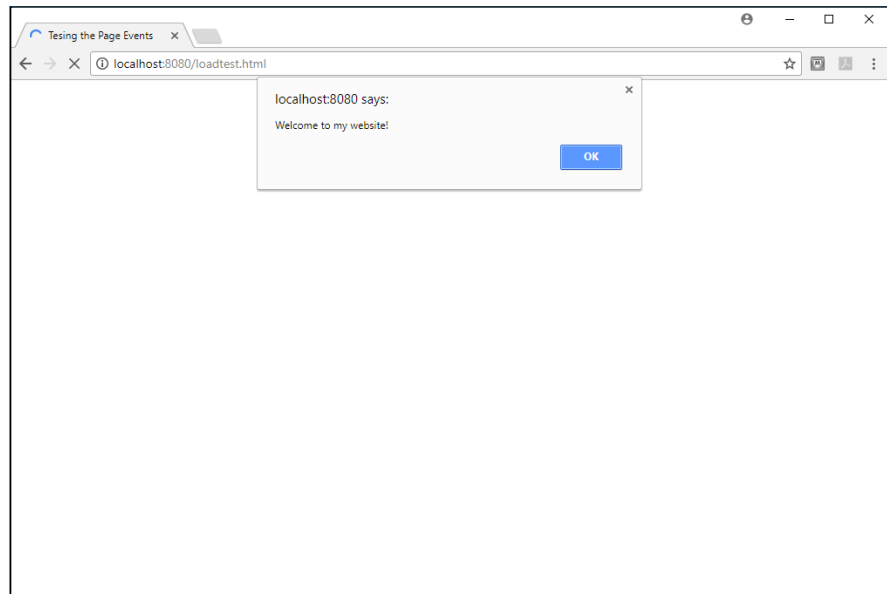 Tesing the Page Events
localhost:8080/loadtest.html
localhost:8080 says:
Welcome to my website!
OK